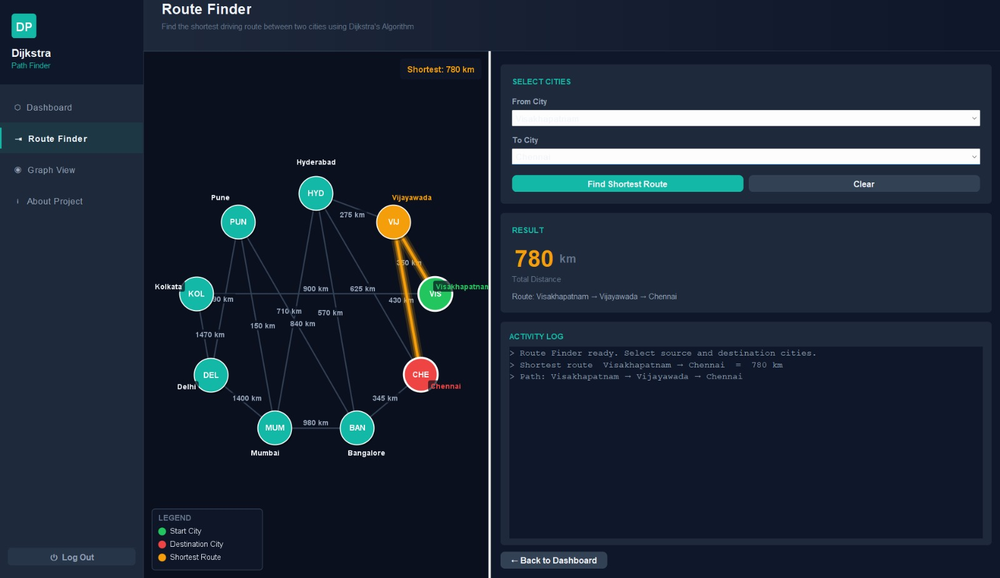 DP
Dijkstra
Path Finder
Dashboard
Route Finder
Graph View
About Project
Log Out
Route Finder
Find the shortest driving route between two cities using Dijkstra's Algorithm
Shortest: 780 km
Hyderabad
HYD
Pune
PUN
Vijayawada
VIJ
275 km
350 km
Kolkata
KOL
90 km
900 km
625 km
430 km
Visakhapatnam
VIS
710 km
570 km
150 km
840 km
1470 km
DEL
Delhi
CHE
Chennai
1400 km
345 km
MUM
Mumbai
980 km
BAN
Bangalore
LEGEND
Start City
Destination City
Shortest Route
SELECT CITIES
From City
Visakhapatnam
To City
Chennai
Find Shortest Route
Clear
RESULT
780 km
Total Distance
Route: Visakhapatnam → Vijayawada → Chennai
ACTIVITY LOG
> Route Finder ready. Select source and destination cities.
> Shortest route  Visakhapatnam → Chennai  =  780 km
> Path: Visakhapatnam → Vijayawada → Chennai
← Back to Dashboard